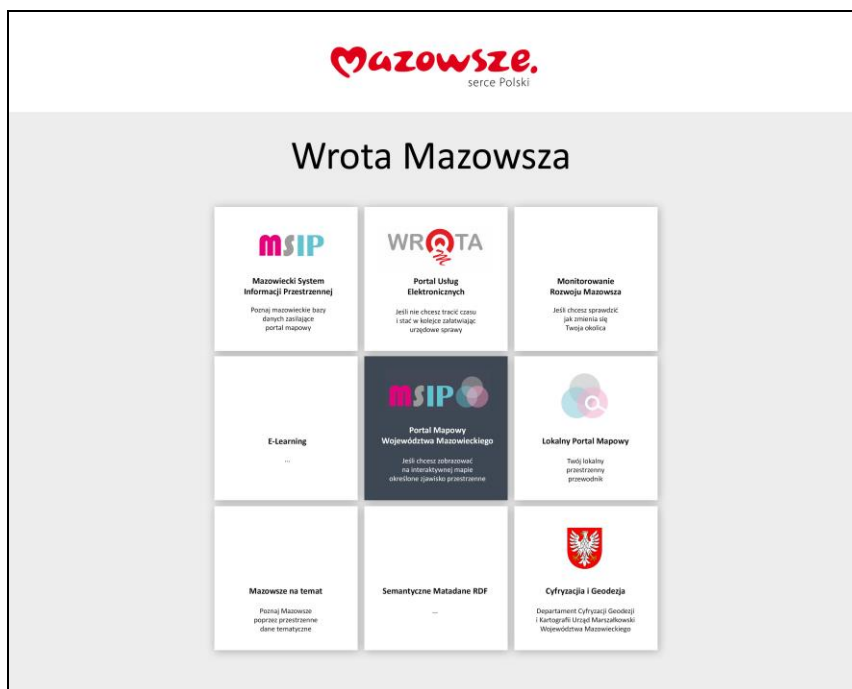 mazowsze.
serce Polski
Wrota Mazowsza
MSIP
Mazowiecki System
Informacji Przestrzennej
Poznaj mazowieckie bazy
danych zasilające
portal mapowy
WROTA
Portal Usług
Elektronicznych
Jeśli nie chcesz tracić czasu
i stać w kolejce załatwiając
urzędowe sprawy
Monitorowanie
Rozwoju Mazowsza
Jeśli chcesz sprawdzić
jak zmienia się
Twoja okolica
E-Learning
...
MSIP
Portal Mapowy
Województwa Mazowieckiego
Jeśli chcesz zobrazować
na interaktywnej mapie
określone zjawisko przestrzenne
Lokalny Portal Mapowy
Twój lokalny
przestrzenny
przewodnik
Mazowsze na temat
Poznaj Mazowsze
poprzez przestrzenne
dane tematyczne
Semantyczne Matadane RDF
...
Cyfryzacjia i Geodezja
Departament Cyfryzacji Geodezji
i Kartografii Urząd Marszałkowski
Województwa Mazowieckiego